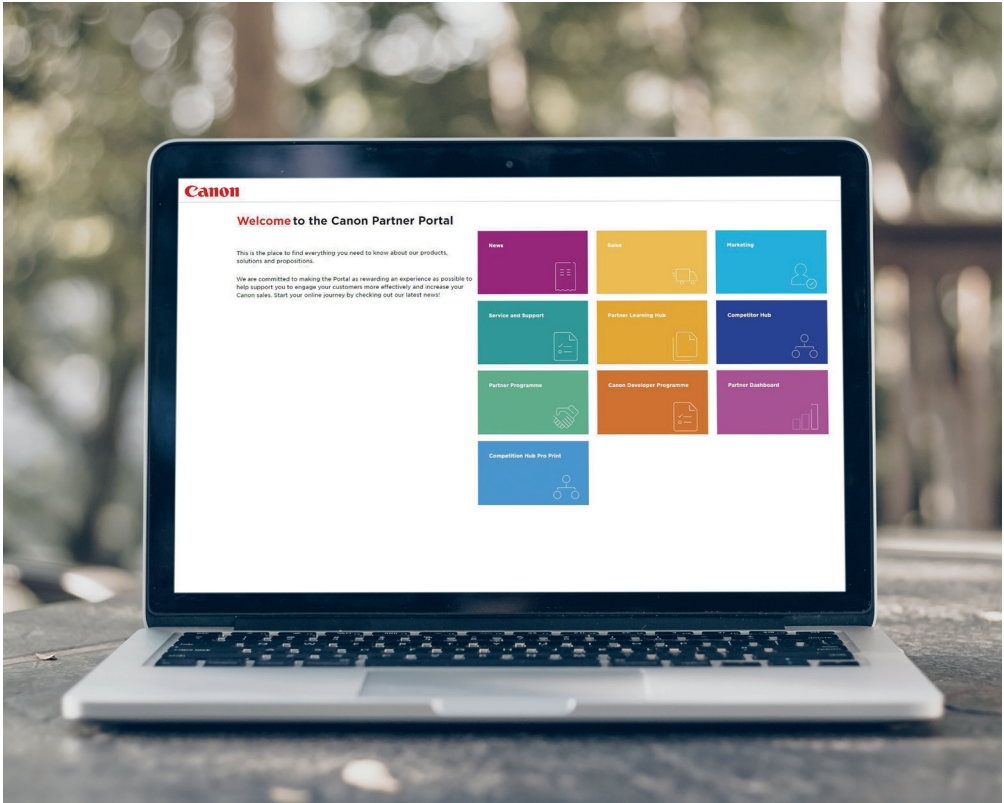 Canon
Welcome to the Canon Partner Portal
This is the place to find everything you need to know about our products,
solutions and propositions.
We are committed to making the Portal as rewarding an experience as possible to
help support you to engage your customers more effectively and increase your
Canon sales. Start your online journey by checking out our latest news!
News
Sales
Marketing
Service and Support
Partner Learning Hub
Competitor Hub
Partner Programme
Canon Developer Programme
Partner Dashboard
Competition Hub Pro Print